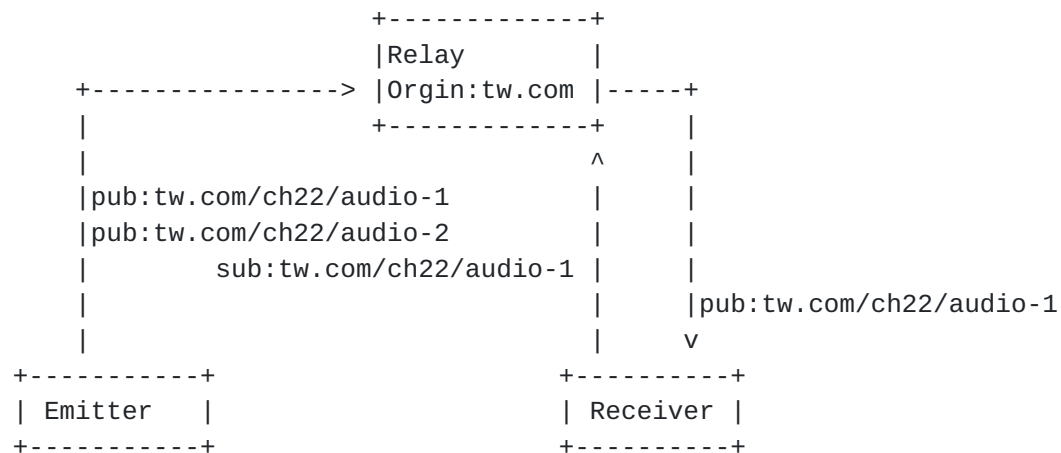 Relay
Orgin:tw.com
pub:tw.com/ch22/audio-1
pub:tw.com/ch22/audio-2
sub:tw.com/ch22/audio-1
pub:tw.com/ch22/audio-1
Emitter
Receiver